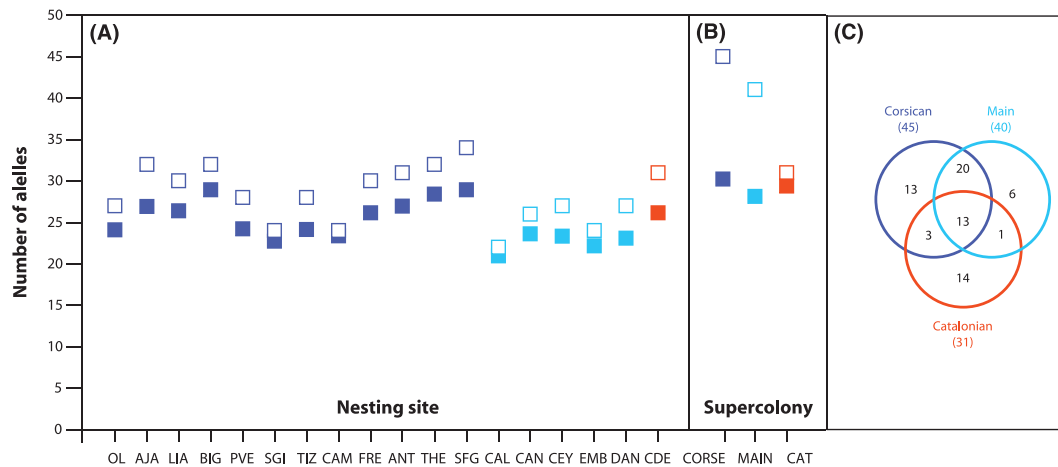 (A)
(B)
(C)
Number of alelles
50
45
40
35
30
25
20
15
10
5
0
Nesting site
Supercolony
OL AJA LIA BIG PVE SGI TIZ CAM FRE ANT THE SFG CAL CAN CEY EMB DAN CDE CORSE MAIN CAT
Corsican
(45)
Main
(40)
20
13
6
13
3
1
14
Catalonian
(31)